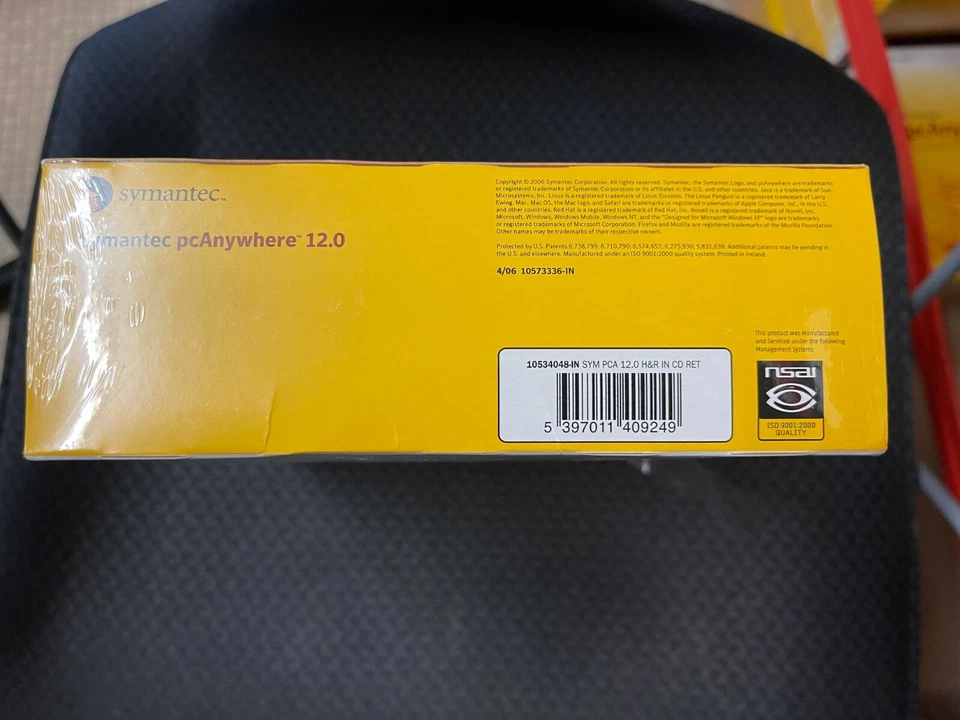 symantec™
symantec pcAnywhere™ 12.0
Copyright © 2006 Symantec Corporation. All rights reserved. Symantec, the Symantec Logo, and pcAnywhere are trademarks
or registered trademarks of Symantec Corporation or its affiliates in the U.S. and other countries. Java is a trademark of Sun
Microsystems, Inc. Linux is a registered trademark of Linus Torvalds. The Linux Penguin is a registered trademark of Larry
Ewing. Mac, Mac OS, the Mac logo, and Safari are trademarks or registered trademarks of Apple Computer, Inc., in the U.S.
and other countries. Red Hat is a registered trademark of Red Hat, Inc. Novell is a registered trademark of Novell, Inc.
Microsoft, Windows, Windows Mobile, Windows NT, and the "Designed for Microsoft Windows XP" logo are trademarks
or registered trademarks of Microsoft Corporation. Firefox and Mozilla are registered trademarks of the Mozilla Foundation.
Other names may be trademarks of their respective owners.
Protected by U.S. Patents 6,738,799; 6,710,790; 6,574,657; 6,275,930; 5,831,639. Additional patents may be pending in
the U.S. and elsewhere. Manufactured under an ISO 9001:2000 quality system. Printed in Ireland.
4/06 10573336-IN
10534048-IN SYM PCA 12.0 H&R IN CD RET
5 397011 409249
This product was Manufactured
and Serviced under the following
Management Systems
nsai
ISO 9001:2000
QUALITY